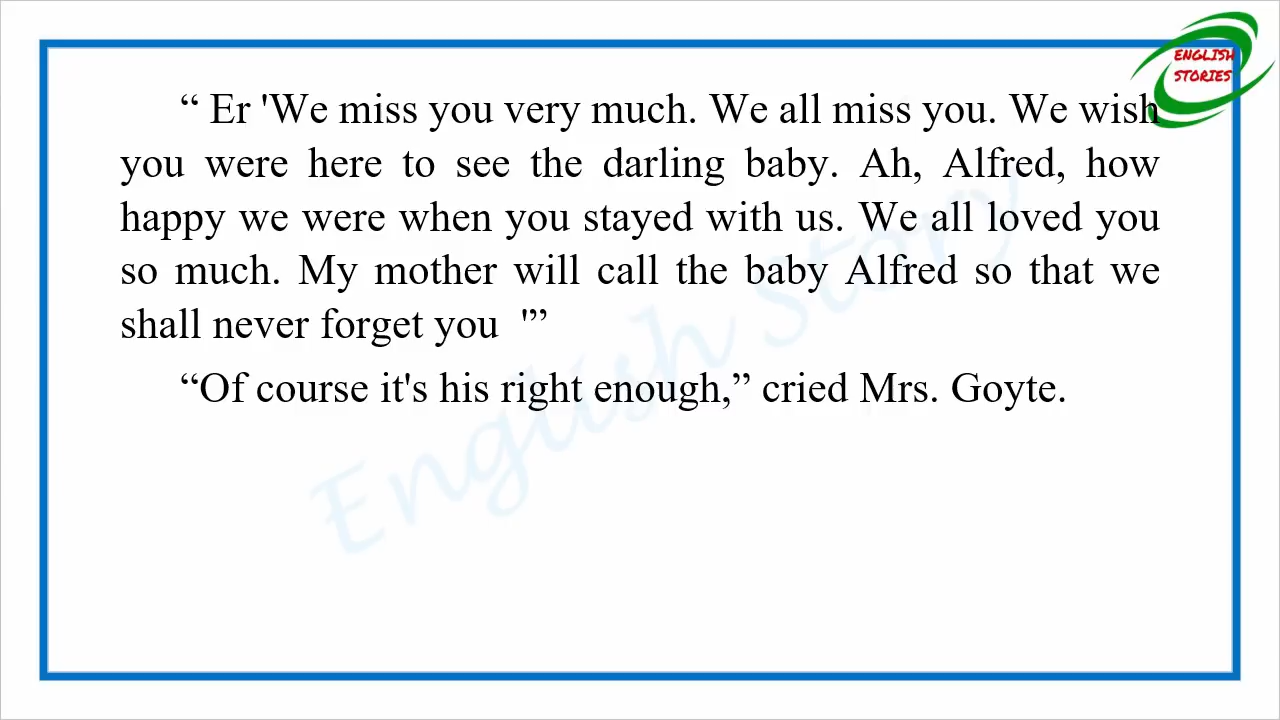 ENGLISH
STORIES
“ Er 'We miss you very much. We all miss you. We wish
you were here to see the darling baby. Ah, Alfred, how
happy we were when you stayed with us. We all loved you
so much. My mother will call the baby Alfred so that we
shall never forget you '”
“Of course it's his right enough,” cried Mrs. Goyte.
English Story